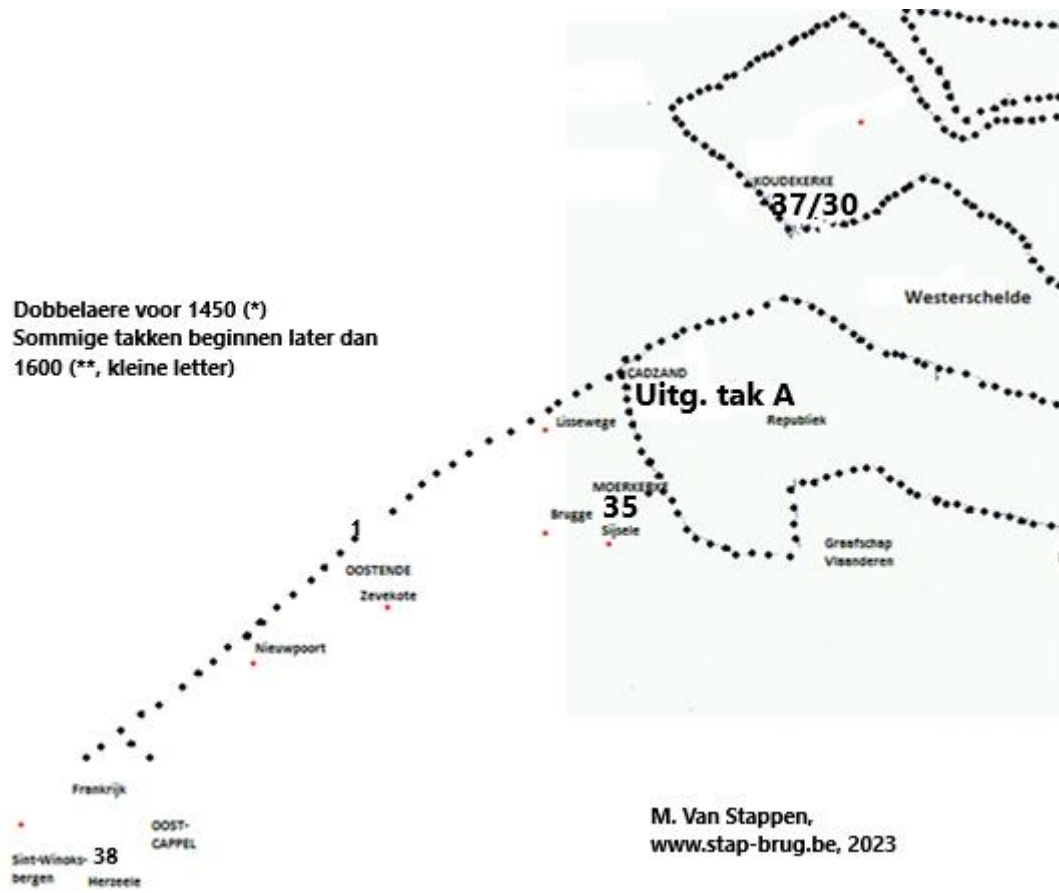 KOUDEKERKE
37/30
Westerschelde
Dobbelaere voor 1450 (*)
Sommige takken beginnen later dan
1600 (**, kleine letter)
CADZAND
Uitg. tak A
Lissewege
Republiek
MOERKERKE
Brugge
35
Sijsele
1
Graafschap
Vlaanderen
OOSTENDE
Zevekote
Nieuwpoort
Frankrijk
OOST-
CAPPEL
Sint-Winoks-
bergen
38
Herzeele
M. Van Stappen,
www.stap-brug.be, 2023